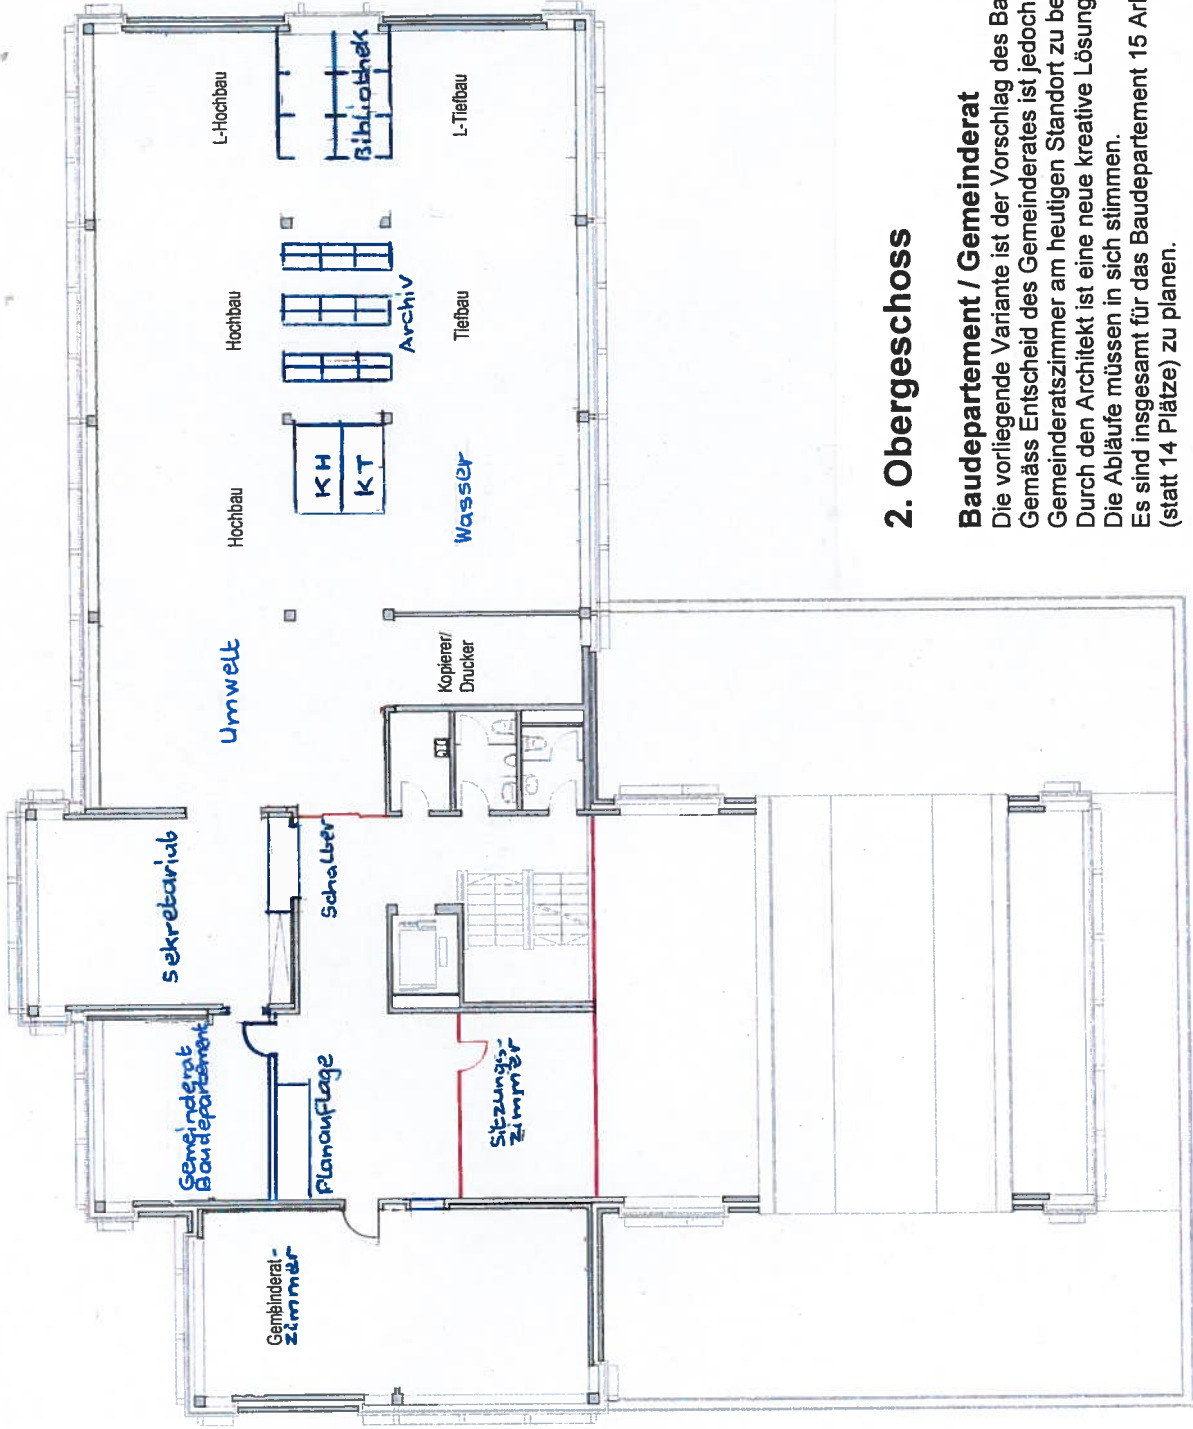 L-Hochbau
Bibliothek
L-Tiefbau
Hochbau
Archiv
Tiefbau
Hochbau
KH
KT
Wasser
Umwelt
Kopierer/
Drucker
Sekretariat
Schalter
Gemeinderat
Baudepartement
Planauflage
Sitzungs-
zimmer
Gemeinderat-
zimmer
2. Obergeschoss
Baudepartement / Gemeinderat
Die vorliegende Variante ist der Vorschlag des Ba
Gemäss Entscheid des Gemeinderates ist jedoch
Gemeinderatszimmer am heutigen Standort zu be
Durch den Architekt ist eine neue kreative Lösung
Die Abläufe müssen in sich stimmen.
Es sind insgesamt für das Baudepartement 15 Ar
(statt 14 Plätze) zu planen.